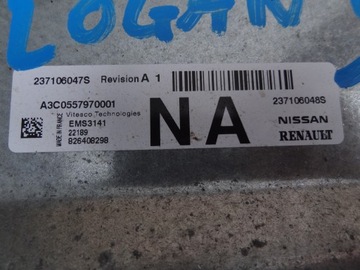 LOGAN
237106047S Revision A 1
A3C0557970001
Vitesco Technologies
EMS3141
22189
826408298
MADE IN FRANCE
NA
237106048S
NISSAN
RENAULT